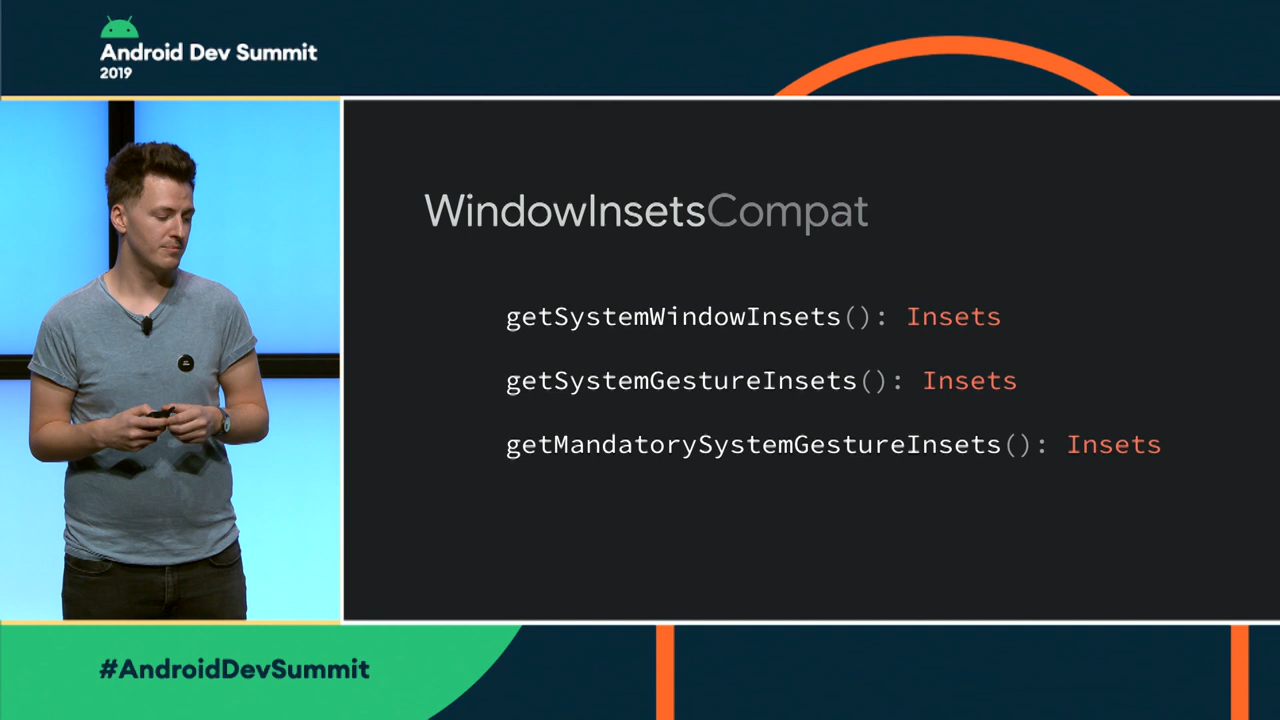 Android Dev Summit
2019
WindowInsetsCompat
getSystemWindowInsets(): Insets
getSystemGestureInsets(): Insets
getMandatorySystemGestureInsets(): Insets
#AndroidDevSummit